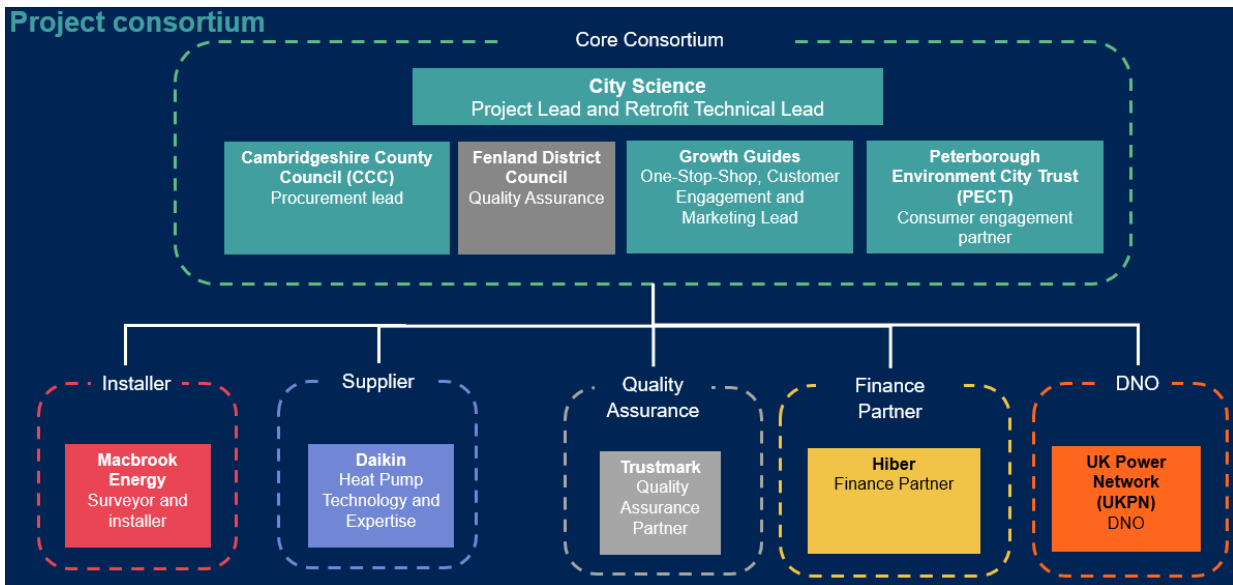 Project consortium
Core Consortium
City Science
Project Lead and Retrofit Technical Lead
Cambridgeshire County
Council (CCC)
Procurement lead
Fenland District
Council
Quality Assurance
Growth Guides
One-Stop-Shop, Customer
Engagement and
Marketing Lead
Peterborough
Environment City Trust
(PECT)
Consumer engagement
partner
Installer
Macbrook
Energy
Surveyor and
installer
Supplier
Daikin
Heat Pump
Technology and
Expertise
Quality
Assurance
Trustmark
Quality
Assurance
Partner
Finance
Partner
Hiber
Finance Partner
DNO
UK Power
Network
(UKPN)
DNO